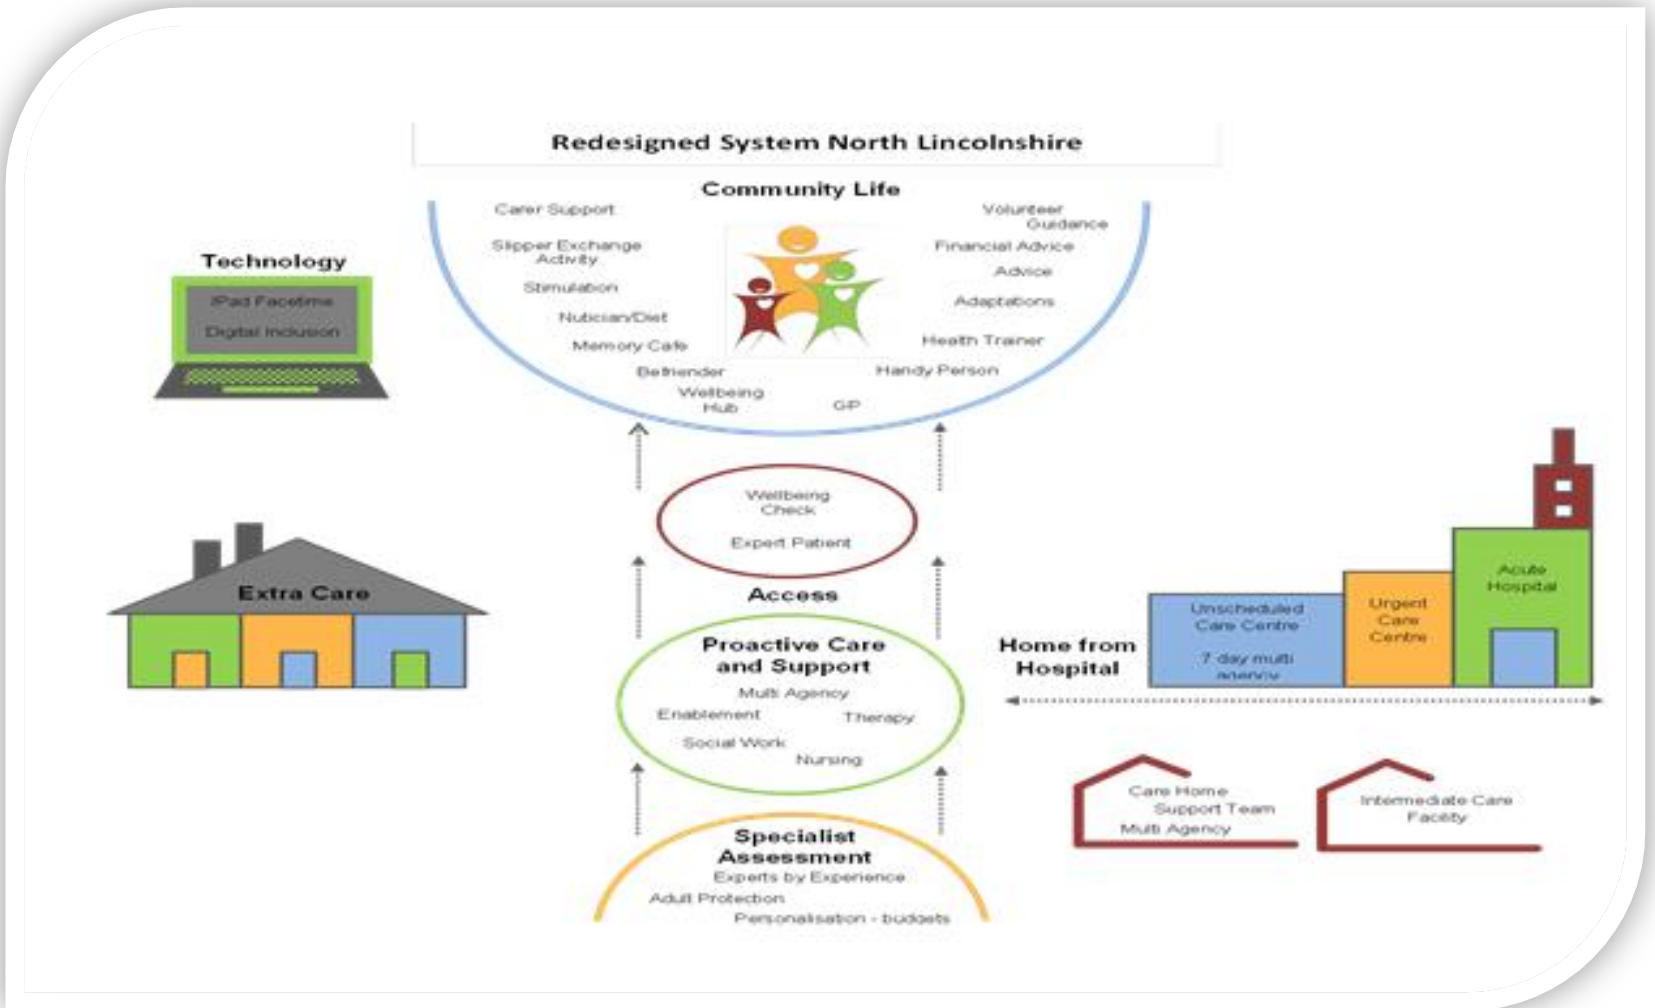 Redesigned System North Lincolnshire
Community Life
Carer Support
Slipper Exchange
Activity
Stimulation
Nutician/Diet
Memory Cafe
Befriender
Wellbeing
Hub
GP
Volunteer
Guidance
Financial Advice
Advice
Adaptations
Health Trainer
Handy Person
Technology
iPad Facetime
Digital Inclusion
Wellbeing
Check
Expert Patient
Access
Extra Care
Proactive Care
and Support
Multi Agency
Enablement
Therapy
Social Work
Nursing
Home from
Hospital
Unscheduled
Care Centre
7 day multi
agency
Urgent
Care
Centre
Acute
Hospital
Care Home
Support Team
Multi Agency
Intermediate Care
Facility
Specialist
Assessment
Experts by Experience
Adult Protection
Personalisation - budgets